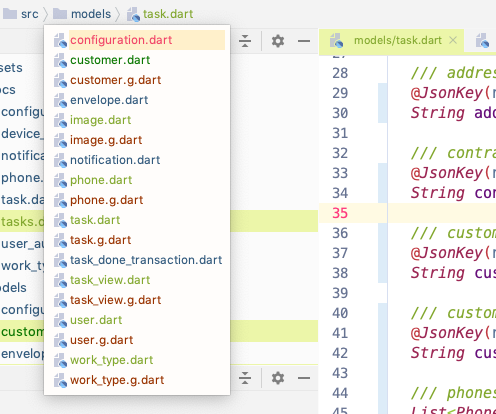 src > models > task.dart
configuration.dart
customer.dart
customer.g.dart
envelope.dart
image.dart
image.g.dart
notification.dart
phone.dart
phone.g.dart
task.dart
task.g.dart
task_done_transaction.dart
task_view.dart
task_view.g.dart
user.dart
user.g.dart
work_type.dart
work_type.g.dart
sets
ocs
configu
device_
notifica
phone.
task.da
tasks.d
user_au
work_ty
dels
configu
custom
envelo
models/task.dart
28 /// addres
29 @JsonKey(n
30 String add
31
32 /// contra
33 @JsonKey(n
34 String con
35
36 /// custom
37 @JsonKey(n
38 String cus
39
40 /// custom
41 @JsonKey(n
42 String cus
43
44 /// phones
45 List<Phone